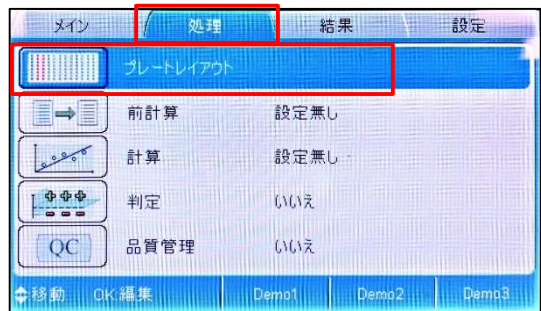 メイン 処理 結果 設定
プレートレイアウト
前計算 設定無し
計算 設定無し
判定 いいえ
QC 品質管理 いいえ
移動 OK:編集 Demo1 Demo2 Demo3